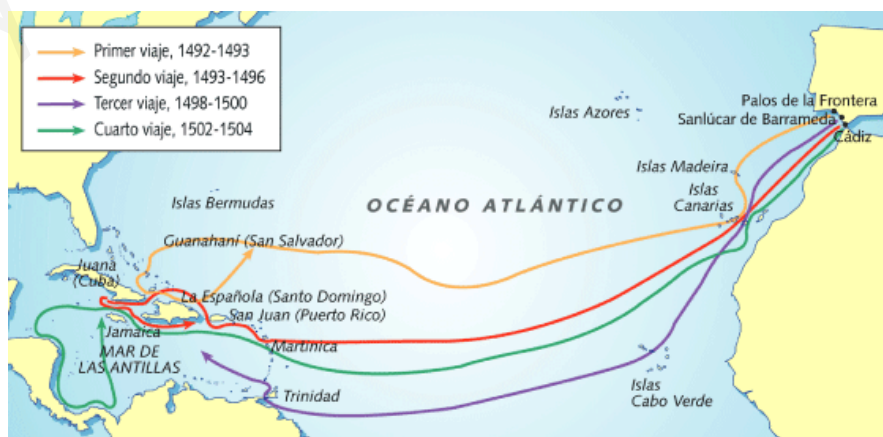 Primer viaje, 1492-1493
Segundo viaje, 1493-1496
Tercer viaje, 1498-1500
Cuarto viaje, 1502-1504
Islas Azores
Palos de la Frontera
Sanlúcar de Barrameda
Cádiz
Islas Madeira
Islas
Canarias
Islas Bermudas
OCÉANO ATLÁNTICO
Guanahaní (San Salvador)
Juana
(Cuba)
La Española (Santo Domingo)
San Juan (Puerto Rico)
Jamaica
Martinica
MAR DE
LAS ANTILLAS
Trinidad
Islas
Cabo Verde